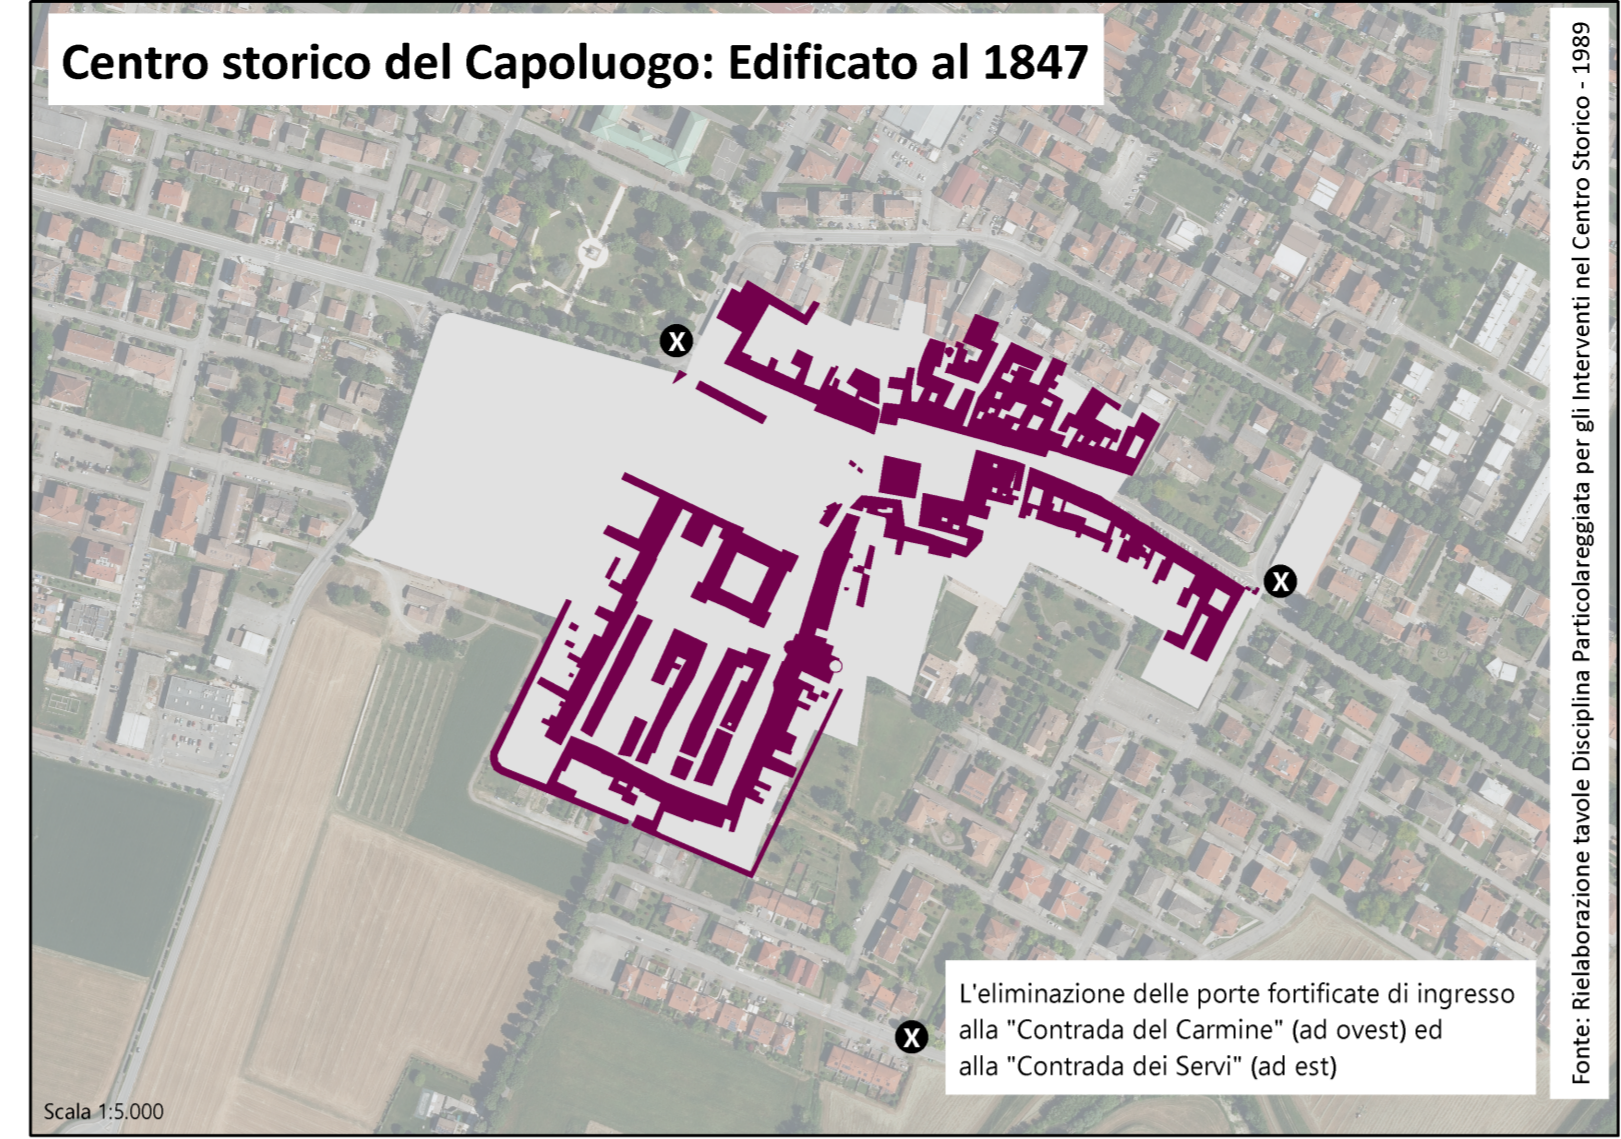 Centro storico del Capoluogo: Edificato al 1847
Fonte: Rielaborazione tavole Disciplina Particolareggiata per gli Interventi nel Centro Storico - 1989
X
X
X
L'eliminazione delle porte fortificate di ingresso
alla "Contrada del Carmine" (ad ovest) ed
alla "Contrada dei Servi" (ad est)
Scala 1:5.000